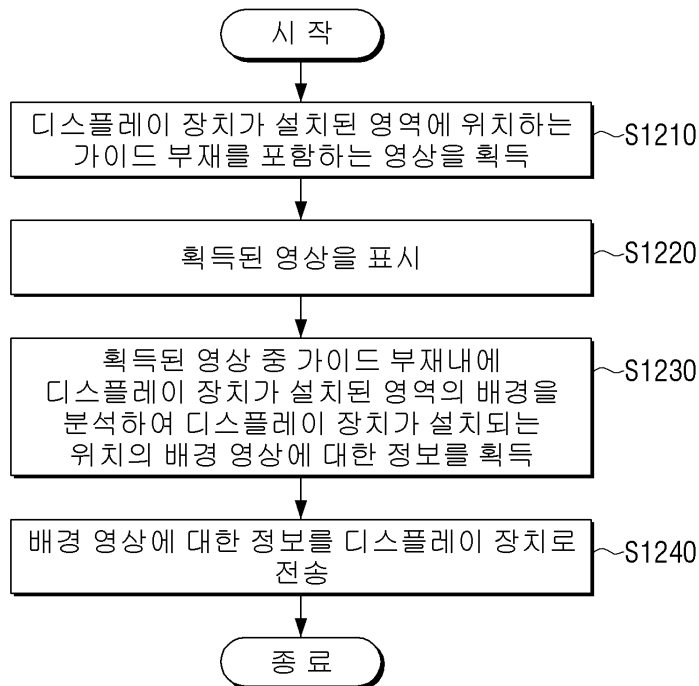 시 작
디스플레이 장치가 설치된 영역에 위치하는
가이드 부재를 포함하는 영상을 획득
S1210
획득된 영상을 표시
S1220
획득된 영상 중 가이드 부재내에
디스플레이 장치가 설치된 영역의 배경을
분석하여 디스플레이 장치가 설치되는
위치의 배경 영상에 대한 정보를 획득
S1230
배경 영상에 대한 정보를 디스플레이 장치로
전송
S1240
종 료